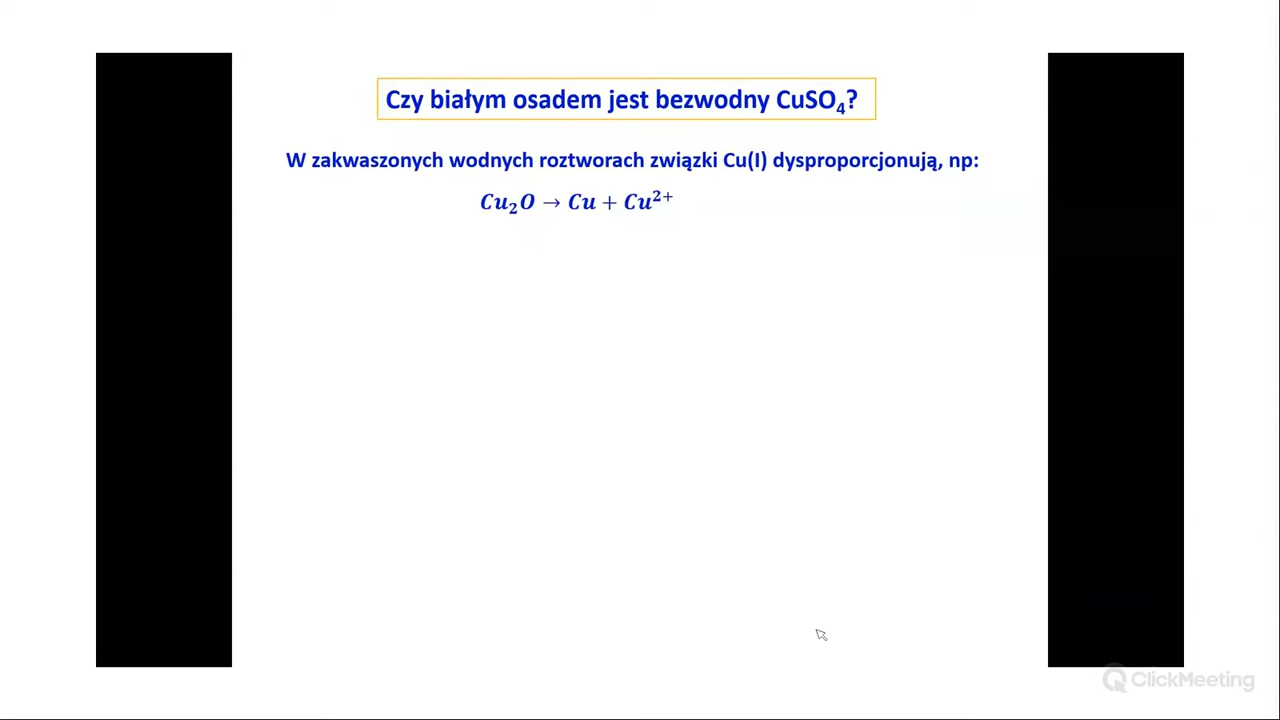 Czy białym osadem jest bezwodny CuSO₄?
W zakwaszonych wodnych roztworach związki Cu(I) dysproporcjonują, np:
Cu₂O → Cu + Cu²⁺
ClickMeeting